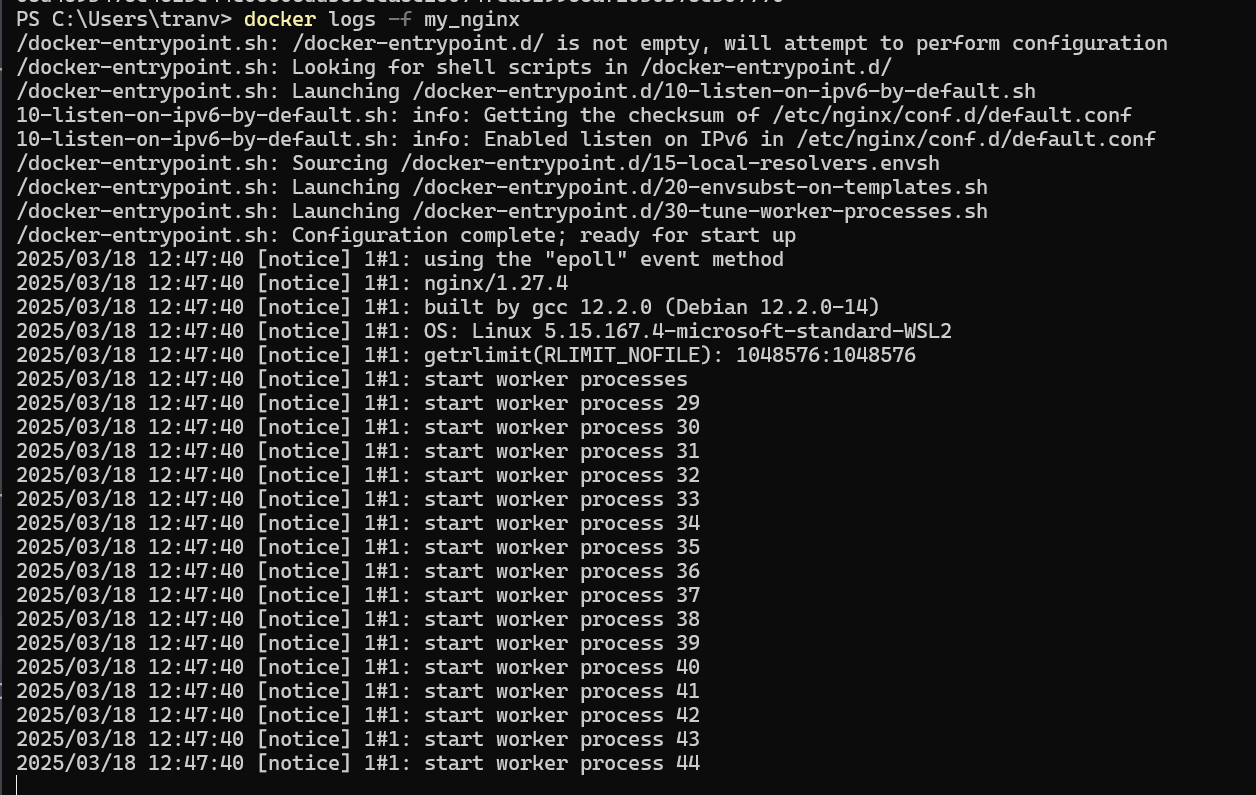 PS C:\Users\tranv> docker logs -f my_nginx
/docker-entrypoint.sh: /docker-entrypoint.d/ is not empty, will attempt to perform configuration
/docker-entrypoint.sh: Looking for shell scripts in /docker-entrypoint.d/
/docker-entrypoint.sh: Launching /docker-entrypoint.d/10-listen-on-ipv6-by-default.sh
10-listen-on-ipv6-by-default.sh: info: Getting the checksum of /etc/nginx/conf.d/default.conf
10-listen-on-ipv6-by-default.sh: info: Enabled listen on IPv6 in /etc/nginx/conf.d/default.conf
/docker-entrypoint.sh: Sourcing /docker-entrypoint.d/15-local-resolvers.envsh
/docker-entrypoint.sh: Launching /docker-entrypoint.d/20-envsubst-on-templates.sh
/docker-entrypoint.sh: Launching /docker-entrypoint.d/30-tune-worker-processes.sh
/docker-entrypoint.sh: Configuration complete; ready for start up
2025/03/18 12:47:40 [notice] 1#1: using the "epoll" event method
2025/03/18 12:47:40 [notice] 1#1: nginx/1.27.4
2025/03/18 12:47:40 [notice] 1#1: built by gcc 12.2.0 (Debian 12.2.0-14)
2025/03/18 12:47:40 [notice] 1#1: OS: Linux 5.15.167.4-microsoft-standard-WSL2
2025/03/18 12:47:40 [notice] 1#1: getrlimit(RLIMIT_NOFILE): 1048576:1048576
2025/03/18 12:47:40 [notice] 1#1: start worker processes
2025/03/18 12:47:40 [notice] 1#1: start worker process 29
2025/03/18 12:47:40 [notice] 1#1: start worker process 30
2025/03/18 12:47:40 [notice] 1#1: start worker process 31
2025/03/18 12:47:40 [notice] 1#1: start worker process 32
2025/03/18 12:47:40 [notice] 1#1: start worker process 33
2025/03/18 12:47:40 [notice] 1#1: start worker process 34
2025/03/18 12:47:40 [notice] 1#1: start worker process 35
2025/03/18 12:47:40 [notice] 1#1: start worker process 36
2025/03/18 12:47:40 [notice] 1#1: start worker process 37
2025/03/18 12:47:40 [notice] 1#1: start worker process 38
2025/03/18 12:47:40 [notice] 1#1: start worker process 39
2025/03/18 12:47:40 [notice] 1#1: start worker process 40
2025/03/18 12:47:40 [notice] 1#1: start worker process 41
2025/03/18 12:47:40 [notice] 1#1: start worker process 42
2025/03/18 12:47:40 [notice] 1#1: start worker process 43
2025/03/18 12:47:40 [notice] 1#1: start worker process 44